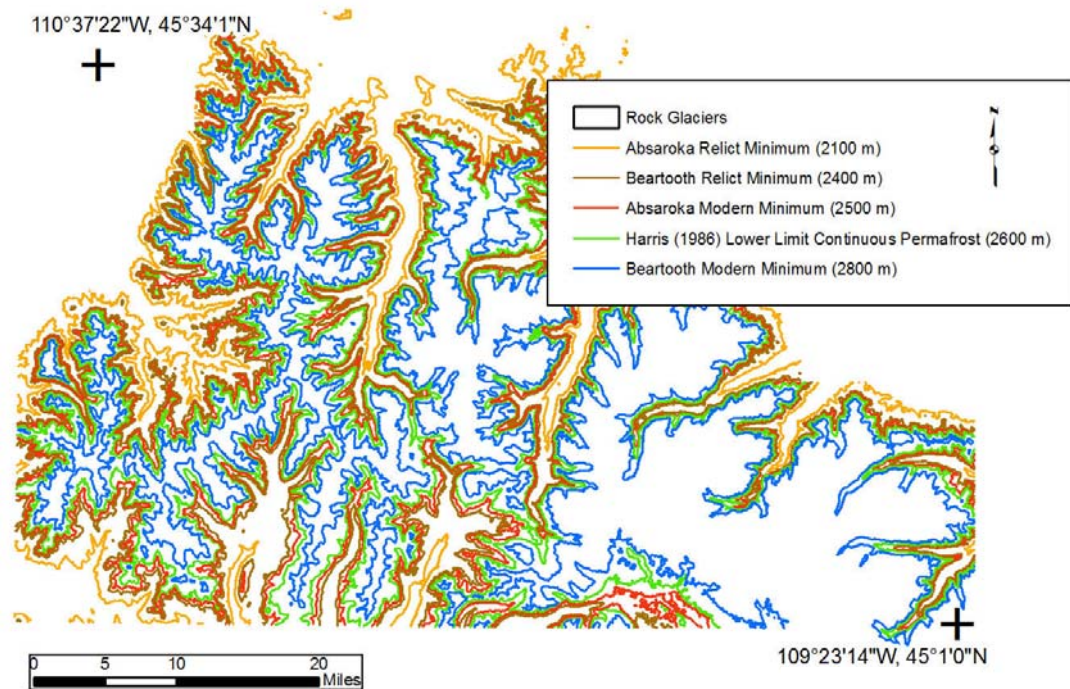 110°37'22"W, 45°34'1"N
N
Rock Glaciers
Absaroka Relict Minimum (2100 m)
Beartooth Relict Minimum (2400 m)
Absaroka Modern Minimum (2500 m)
Harris (1986) Lower Limit Continuous Permafrost (2600 m)
Beartooth Modern Minimum (2800 m)
109°23'14"W, 45°1'0"N
0 5 10 20
Miles